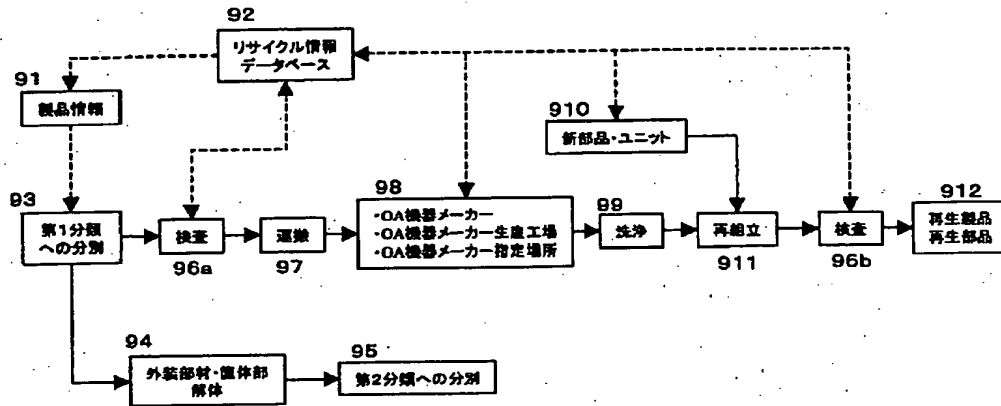 92
リサイクル情報
データベース
91
製品情報
910
新部品・ユニット
93
第1分類
への分別
検査
96a
運搬
97
98
・OA機器メーカー
・OA機器メーカー生産工場
・OA機器メーカー指定場所
99
洗浄
再組立
911
検査
96b
912
再生製品
再生部品
94
外装部材・筐体部
解体
95
第2分類への分別